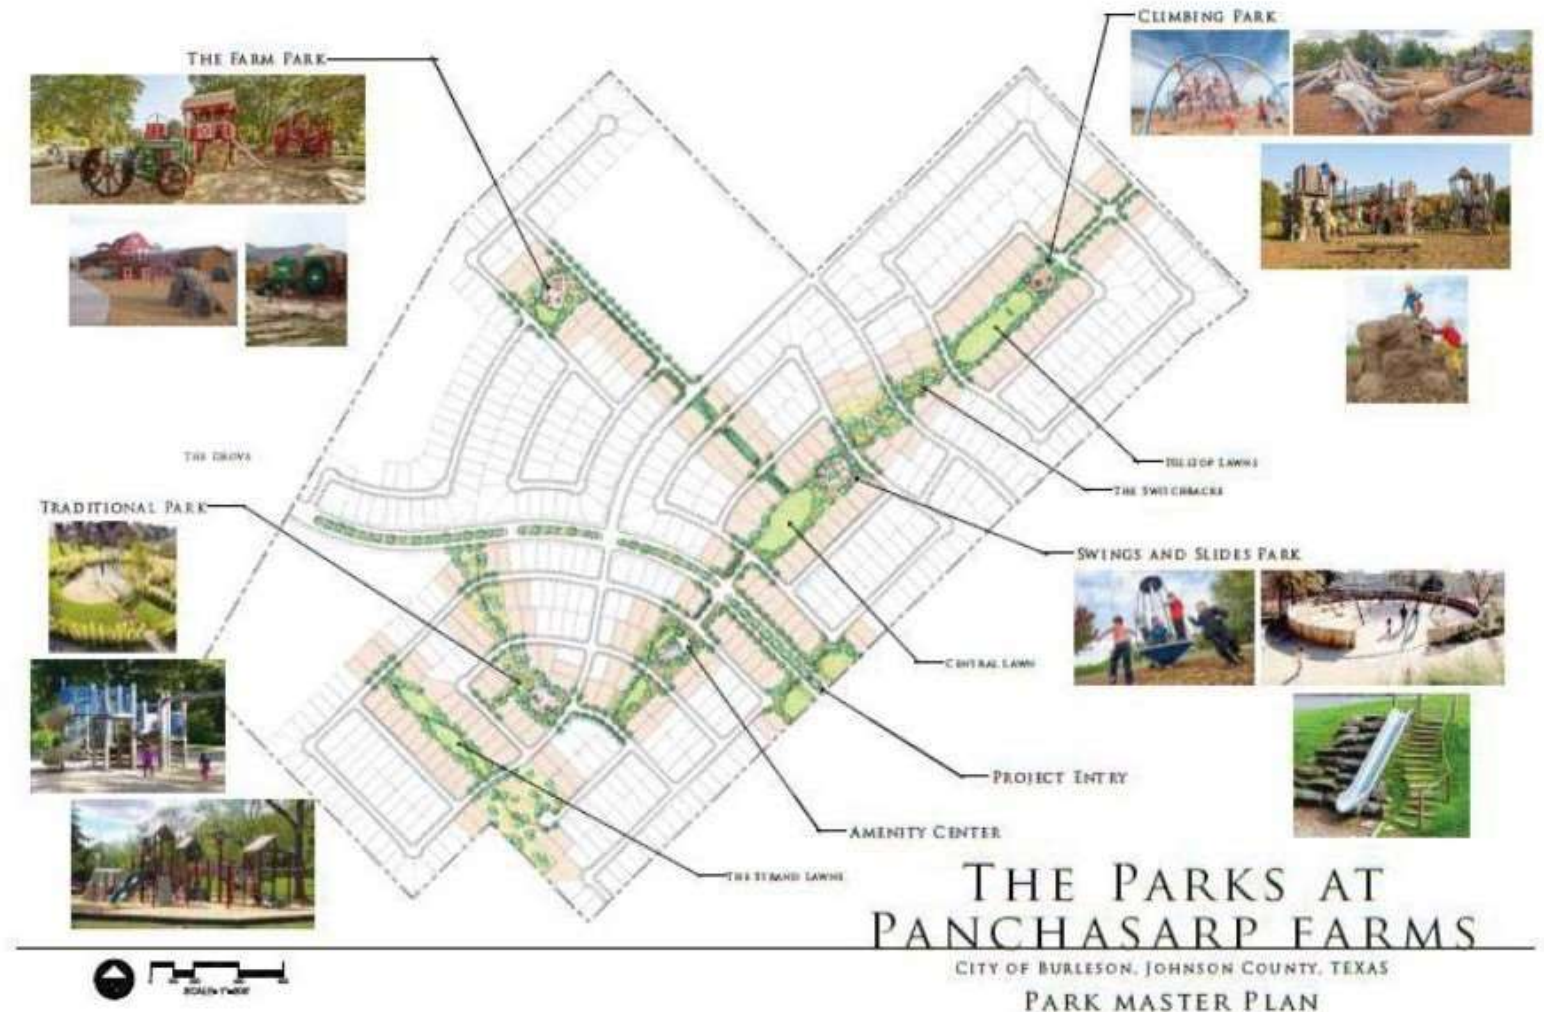 CLIMBING PARK
THE FARM PARK
THE GROVE
TRADITIONAL PARK
HILLTOP LAWNS
THE SWITCHBACKS
SWINGS AND SLIDES PARK
CENTRAL LAWN
PROJECT ENTRY
AMENITY CENTER
THE STRAND LAWNS
THE PARKS AT
PANCHASARP FARMS
CITY OF BURLESON, JOHNSON COUNTY, TEXAS
PARK MASTER PLAN